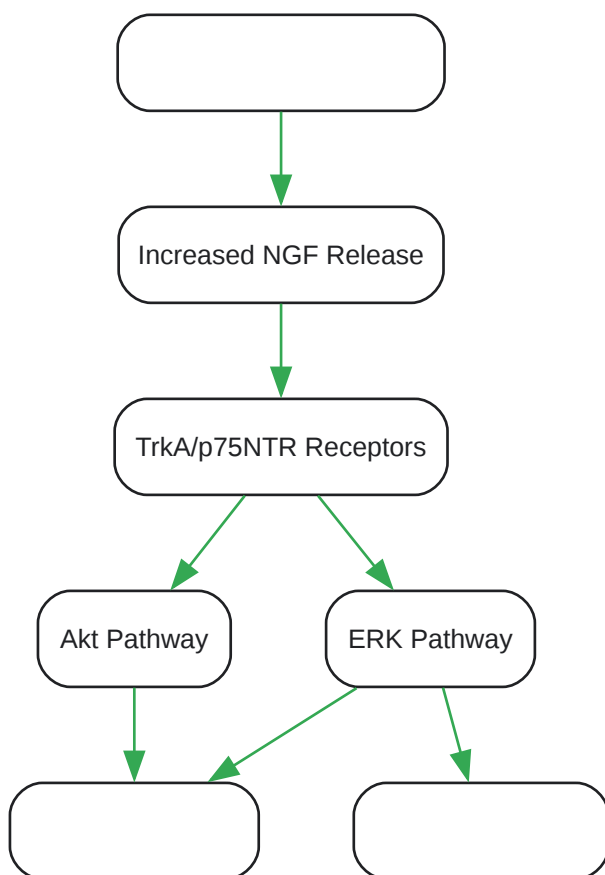 Increased NGF Release
TrkA/p75NTR Receptors
Akt Pathway
ERK Pathway